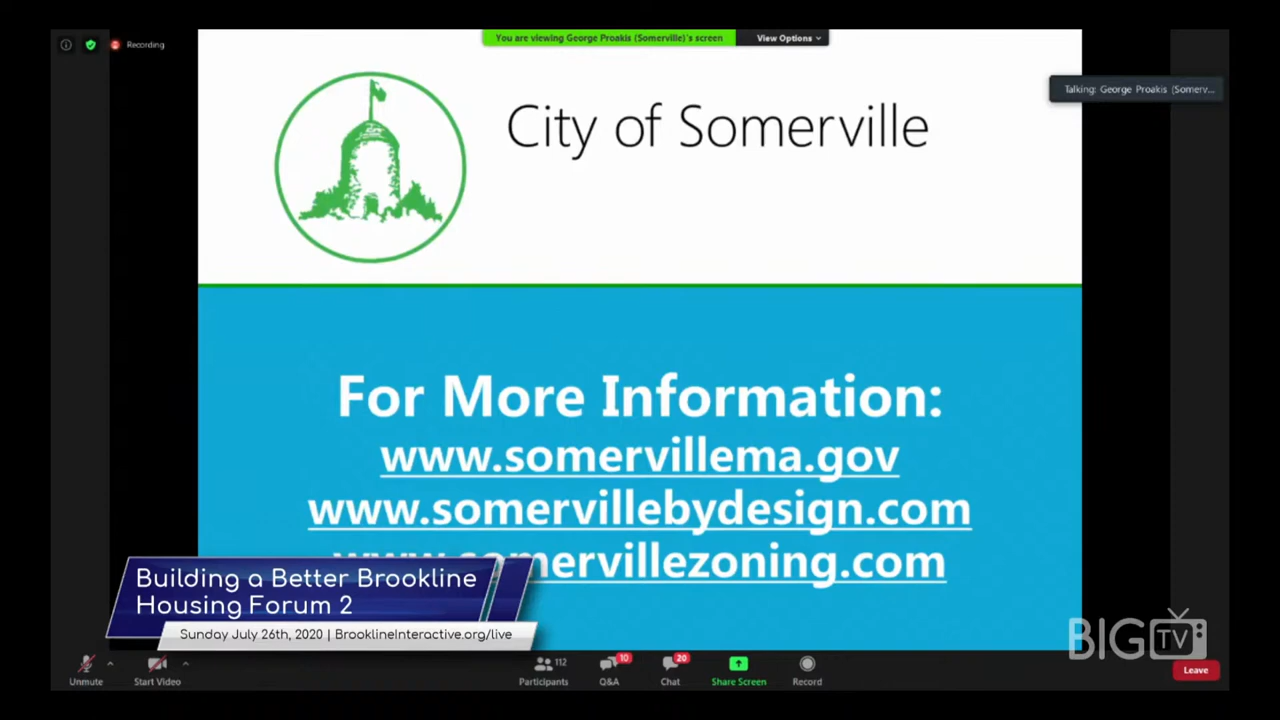 Recording
You are viewing George Proakis (Somerville)'s screen
View Options
Talking: George Proakis (Somerv...
City of Somerville
For More Information:
www.somervillema.gov
www.somervillebydesign.com
www.somervillezoning.com
Building a Better Brookline
Housing Forum 2
Sunday July 26th, 2020 | BrooklineInteractive.org/live
BIG TV
Unmute
Start Video
112
Participants
10
Q&A
20
Chat
Share Screen
Record
Leave